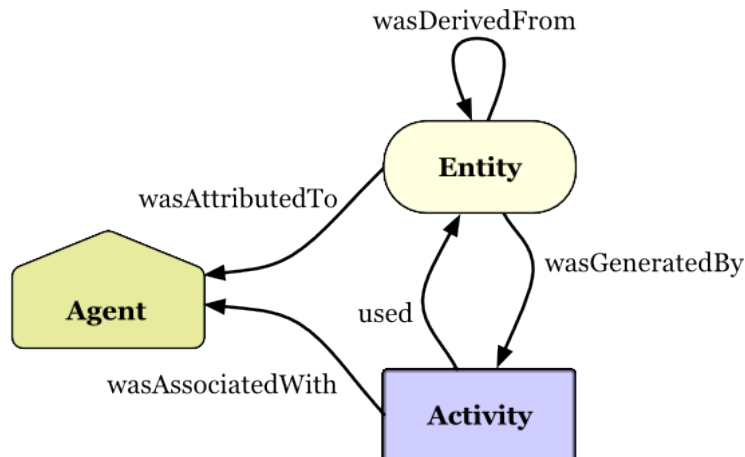 wasDerivedFrom
Entity
wasAttributedTo
wasGeneratedBy
Agent
used
wasAssociatedWith
Activity